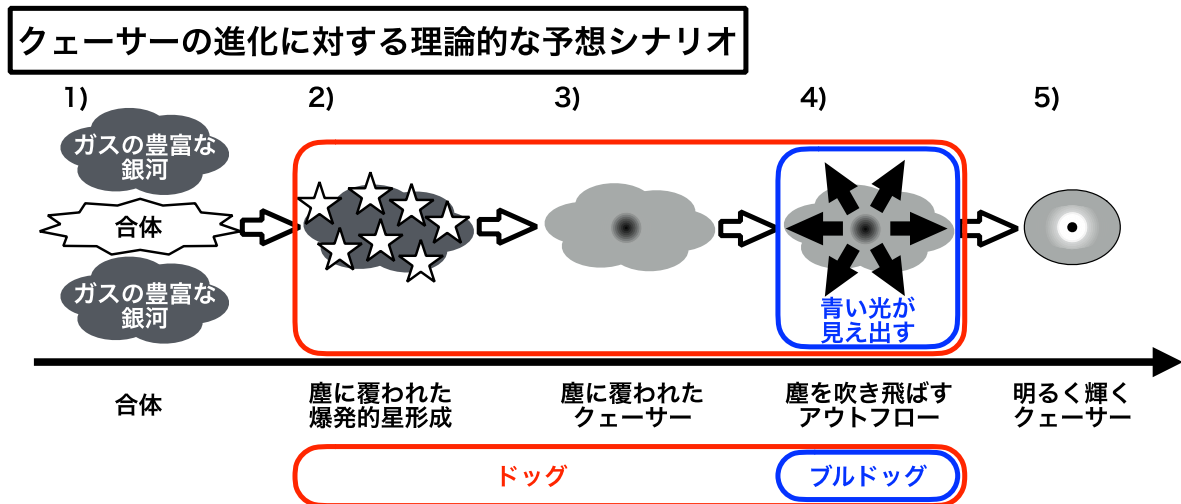 クェーサーの進化に対する理論的な予想シナリオ
1)
2)
3)
4)
5)
ガスの豊富な
銀河
合体
ガスの豊富な
銀河
青い光が
見え出す
合体
塵に覆われた
爆発的星形成
塵に覆われた
クェーサー
塵を吹き飛ばす
アウトフロー
明るく輝く
クェーサー
ドッグ
ブルドッグ